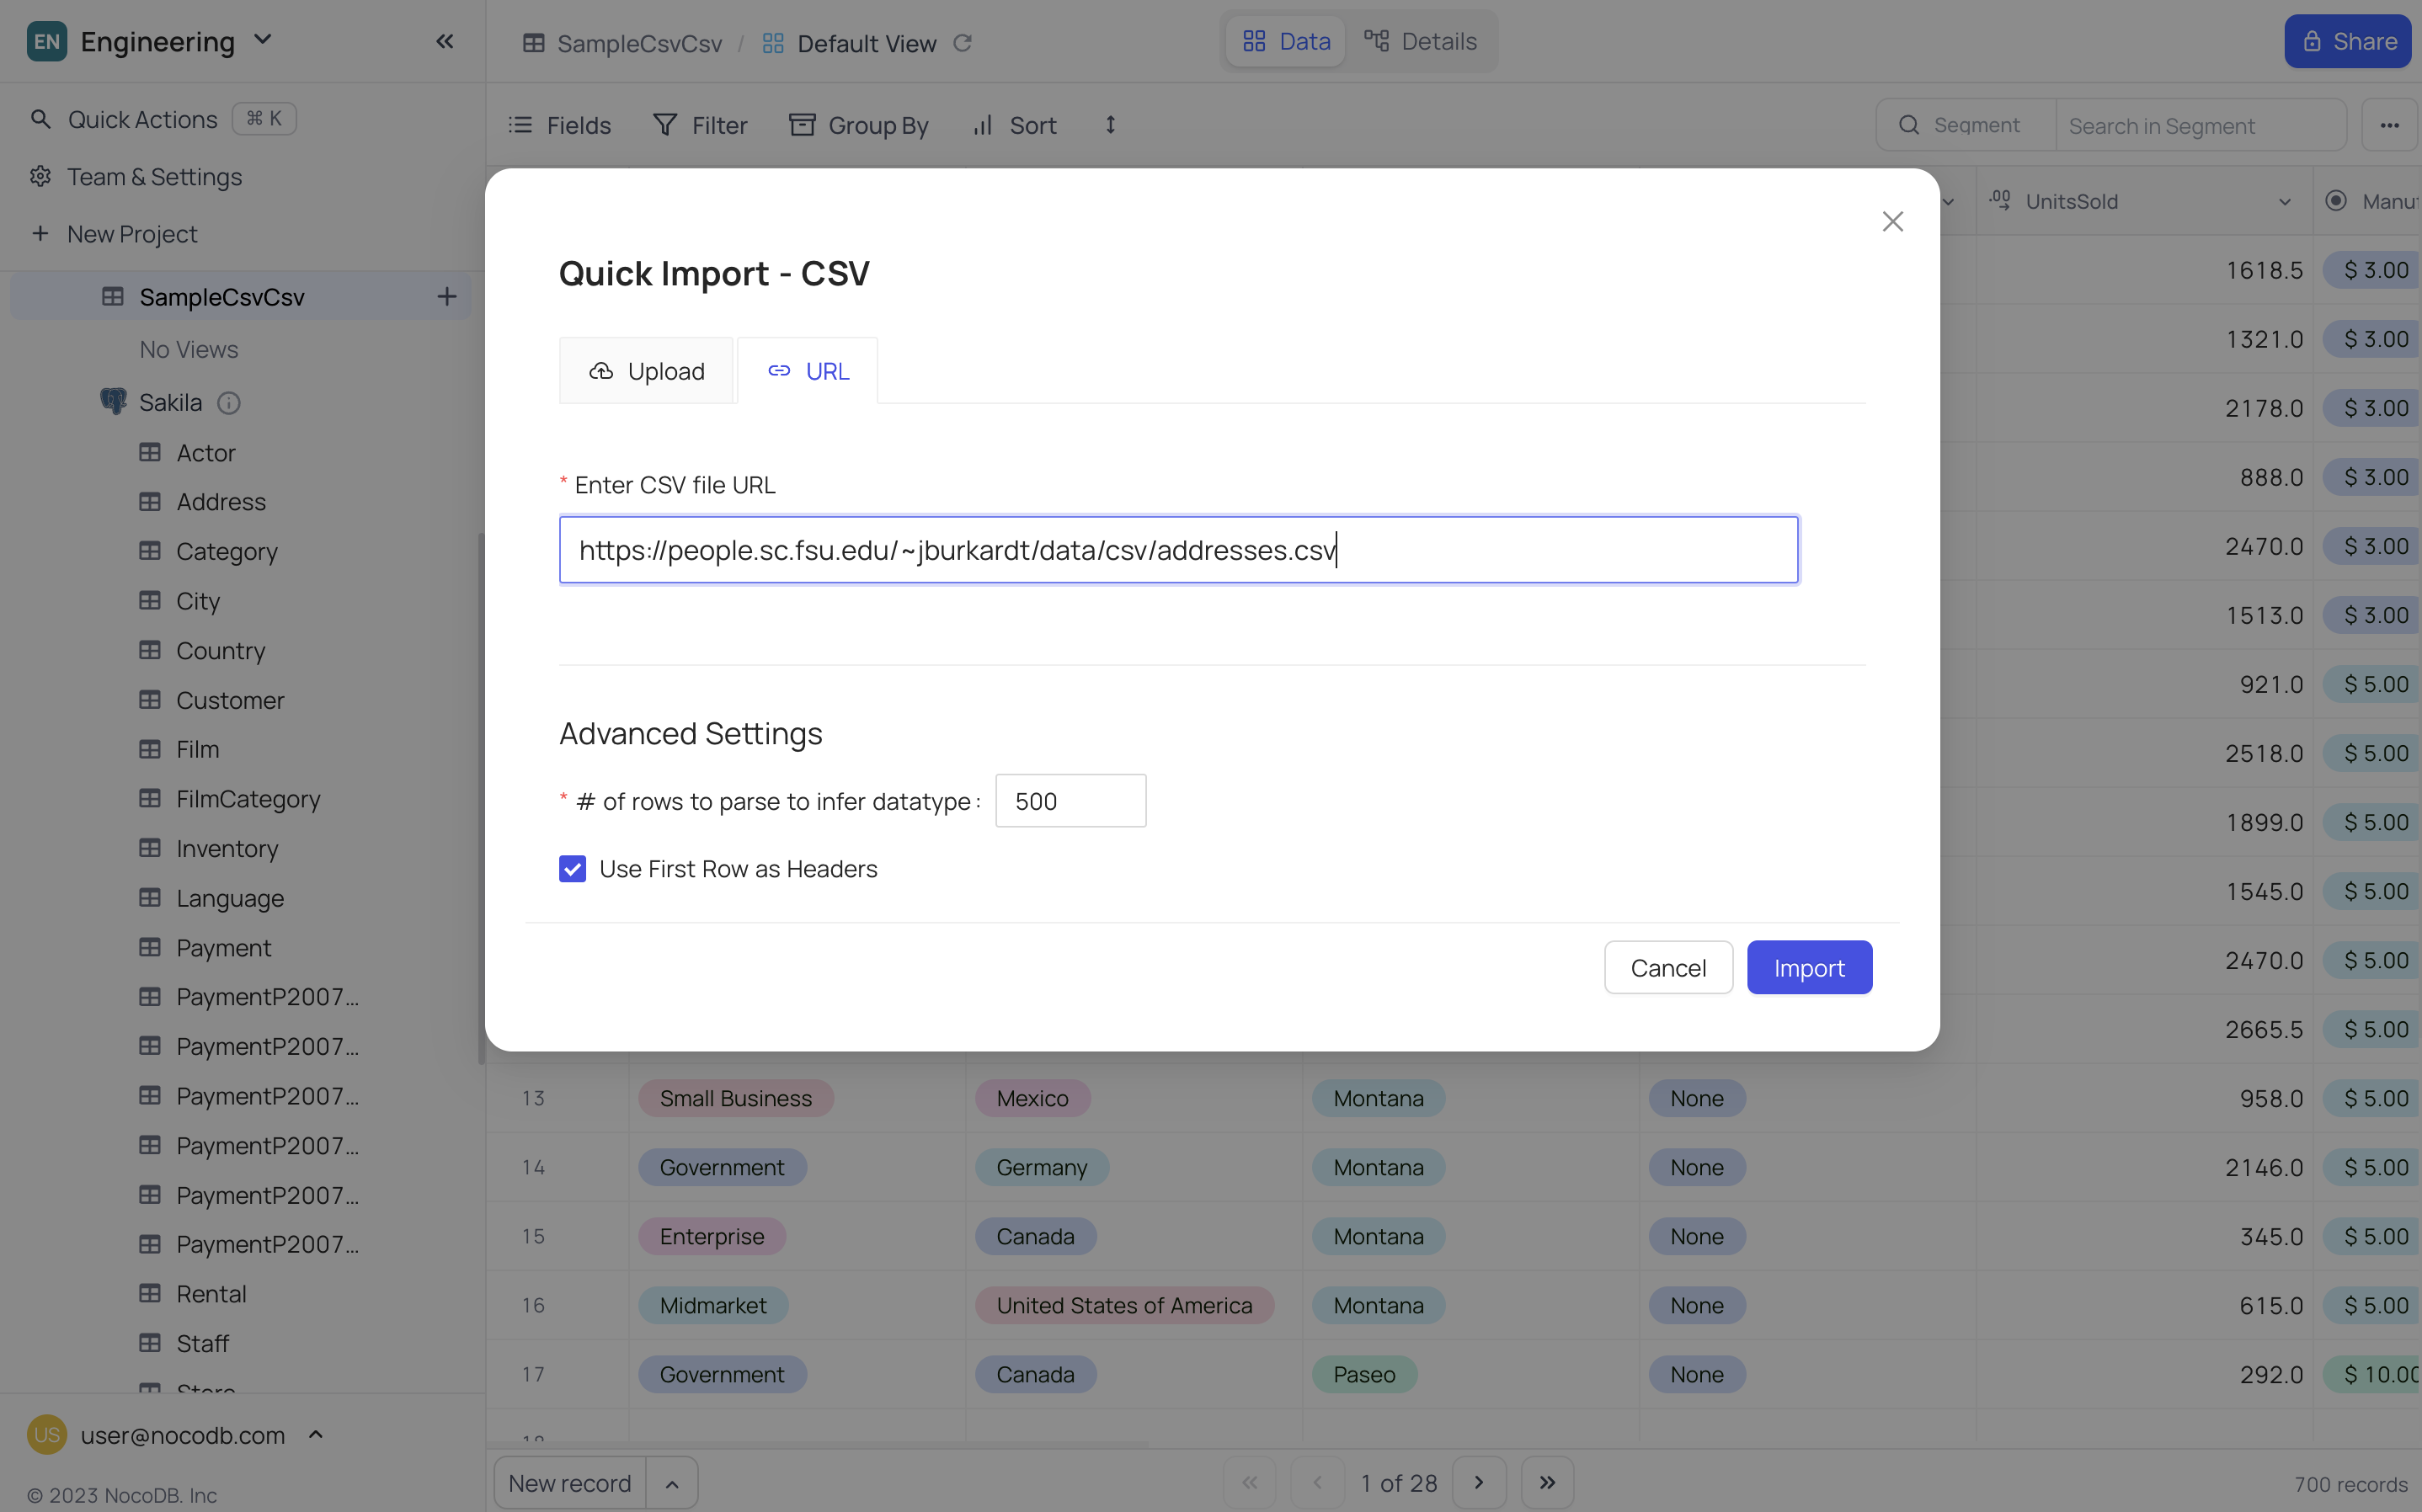 EN Engineering
SampleCsvCsv / Default View
Data
Details
Share
Quick Actions ⌘ K
Team & Settings
New Project
Fields
Filter
Group By
Sort
Segment
Search in Segment
SampleCsvCsv
No Views
Sakila
Actor
Address
Category
City
Country
Customer
Film
FilmCategory
Inventory
Language
Payment
PaymentP2007...
PaymentP2007...
PaymentP2007...
PaymentP2007...
PaymentP2007...
PaymentP2007...
Rental
Staff
US user@nocodb.com
© 2023 NocoDB. Inc
Quick Import - CSV
Upload
URL
* Enter CSV file URL
https://people.sc.fsu.edu/~jburkardt/data/csv/addresses.csv
Advanced Settings
* # of rows to parse to infer datatype : 500
Use First Row as Headers
Cancel
Import
.00 UnitsSold
1618.5 $ 3.00
1321.0 $ 3.00
2178.0 $ 3.00
888.0 $ 3.00
2470.0 $ 3.00
1513.0 $ 3.00
921.0 $ 5.00
2518.0 $ 5.00
1899.0 $ 5.00
1545.0 $ 5.00
2470.0 $ 5.00
2665.5 $ 5.00
13 Small Business Mexico Montana None 958.0 $ 5.00
14 Government Germany Montana None 2146.0 $ 5.00
15 Enterprise Canada Montana None 345.0 $ 5.00
16 Midmarket United States of America Montana None 615.0 $ 5.00
17 Government Canada Paseo None 292.0 $ 10.00
New record
1 of 28
700 records